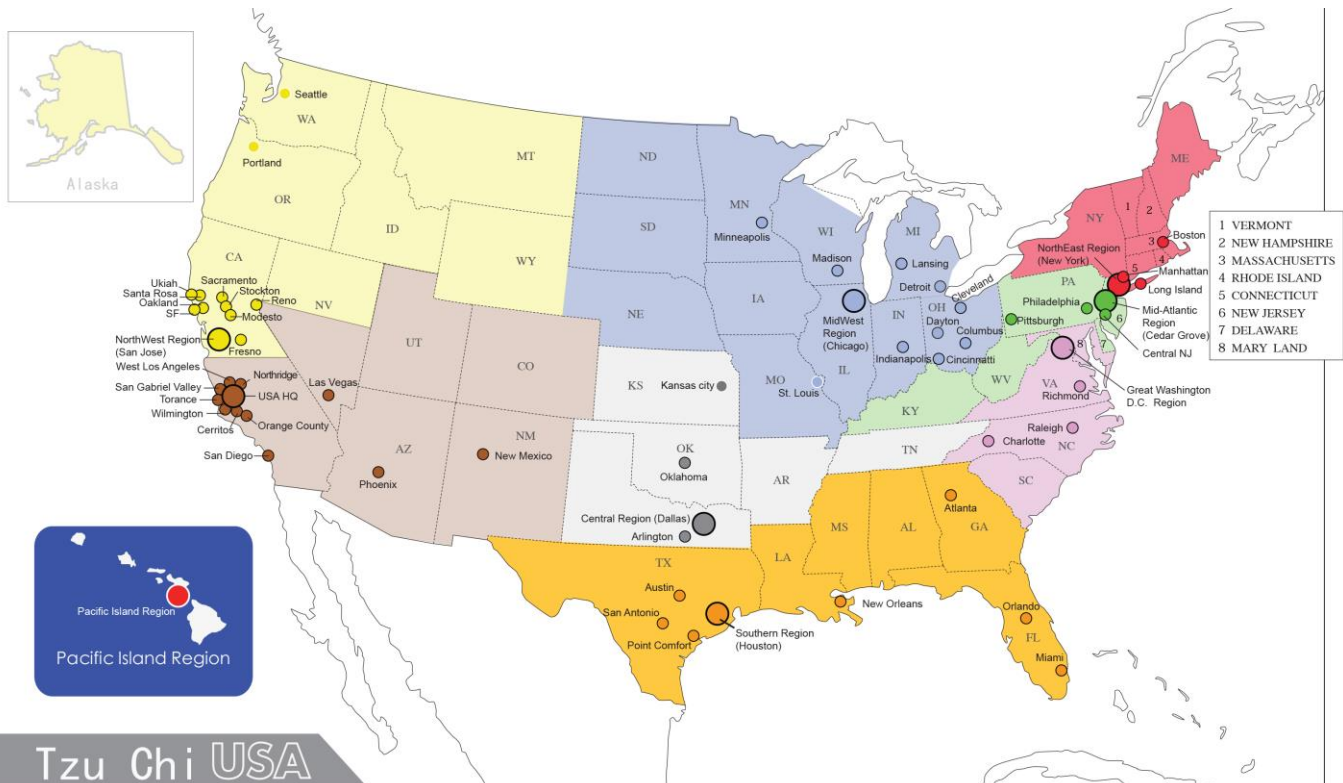 Alaska
Seattle
WA
Portland
OR
MT
ID
WY
CA
NV
Ukiah
Sacramento
Santa Rosa
Stockton
Oakland
Reno
SF
Modesto
NorthWest Region
(San Jose)
Fresno
West Los Angeles
Northridge
San Gabriel Valley
USA HQ
Torance
Wilmington
Orange County
Cerritos
San Diego
Las Vegas
UT
CO
AZ
NM
Phoenix
New Mexico
ND
SD
NE
MN
Minneapolis
IA
WI
Madison
MI
Lansing
Detroit
Cleveland
MidWest
Region
(Chicago)
IN
OH
Dayton
Columbus
Indianapolis
Cincinratti
MO
IL
St. Louis
KS
Kansas city
OK
Oklahoma
AR
TN
Central Region (Dallas)
Arlington
TX
Austin
San Antonio
Point Comfort
Southern Region
(Houston)
LA
New Orleans
MS
AL
GA
Atlanta
Orlando
FL
Miami
ME
NY
1
2
3
4
5
Boston
NorthEast Region
(New York)
Manhattan
Long Island
PA
Philadelphia
Pittsburgh
Mid-Atlantic
Region
(Cedar Grove)
6
Central NJ
7
8
WV
KY
VA
Richmond
Great Washington
D.C. Region
Raleigh
Charlotte
NC
SC
1 VERMONT
2 NEW HAMPSHIRE
3 MASSACHUSETTS
4 RHODE ISLAND
5 CONNECTICUT
6 NEW JERSEY
7 DELAWARE
8 MARY LAND
Pacific Island Region
Pacific Island Region
Tzu Chi USA